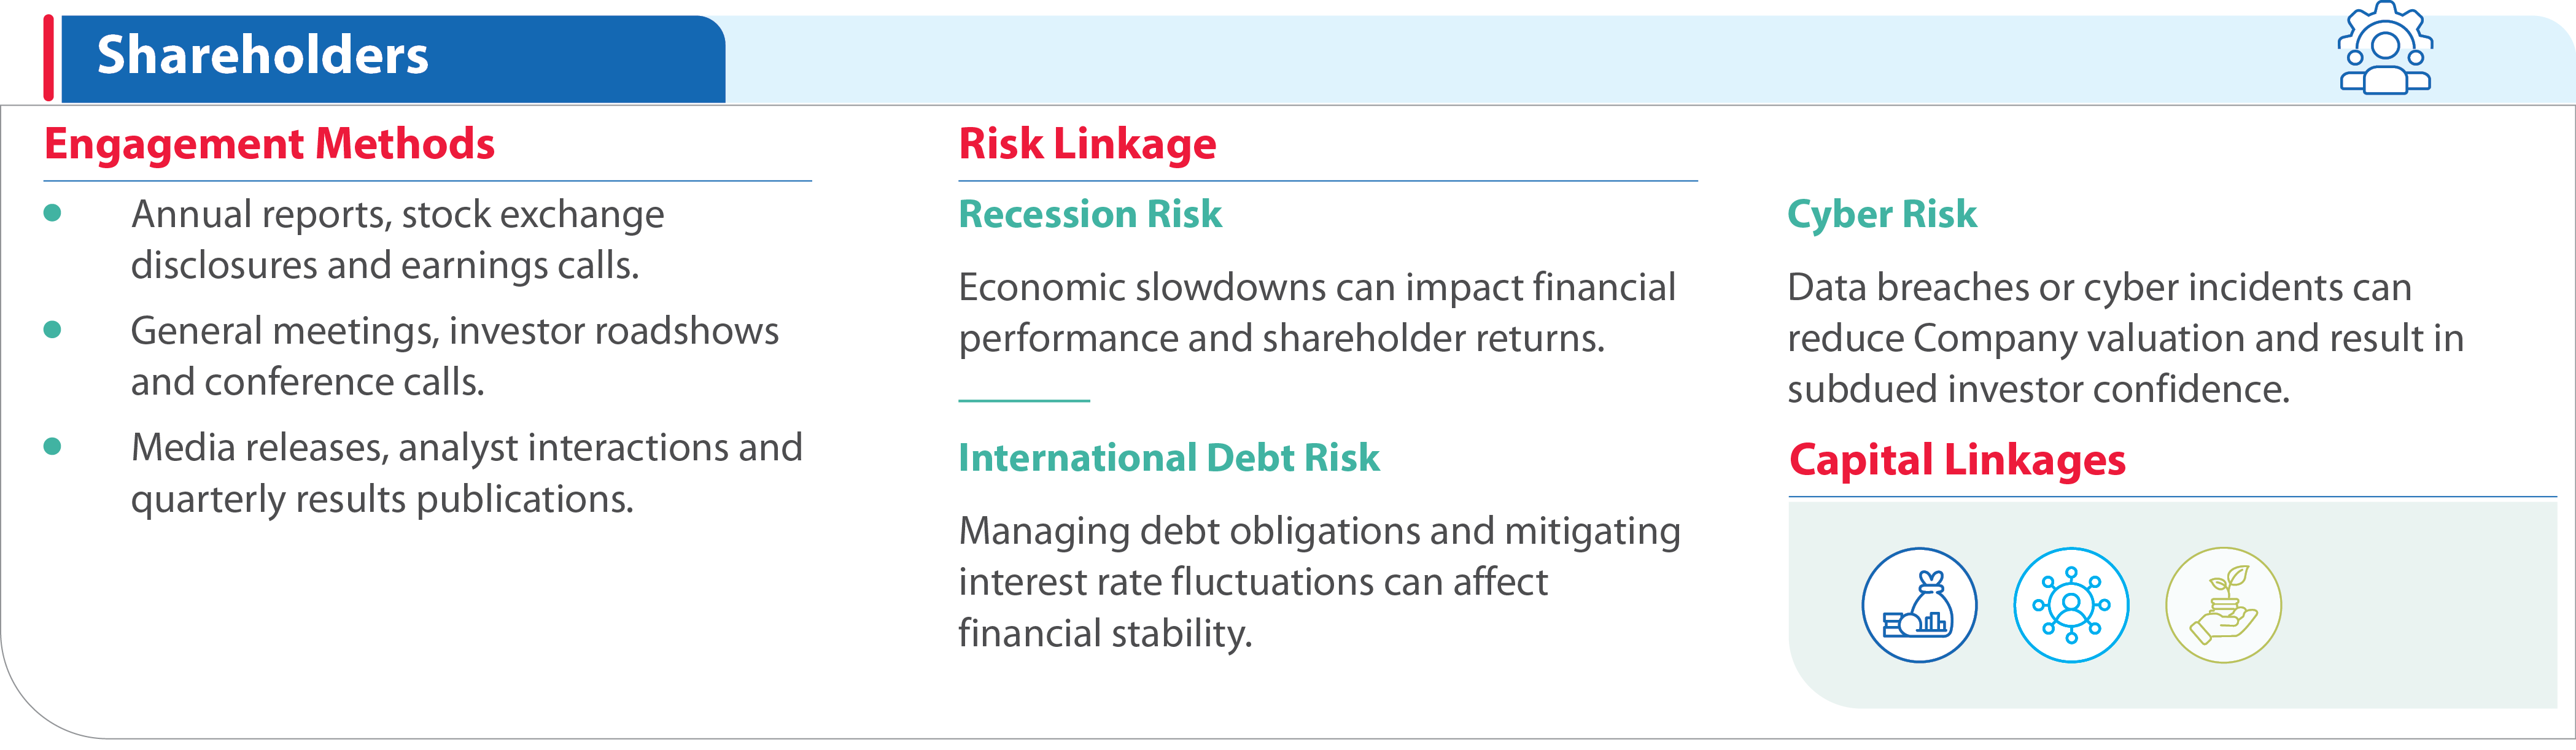 Shareholders
Engagement Methods
Annual reports, stock exchange
disclosures and earnings calls.
General meetings, investor roadshows
and conference calls.
Media releases, analyst interactions and
quarterly results publications.
Risk Linkage
Recession Risk
Economic slowdowns can impact financial
performance and shareholder returns.
International Debt Risk
Managing debt obligations and mitigating
interest rate fluctuations can affect
financial stability.
Cyber Risk
Data breaches or cyber incidents can
reduce Company valuation and result in
subdued investor confidence.
Capital Linkages